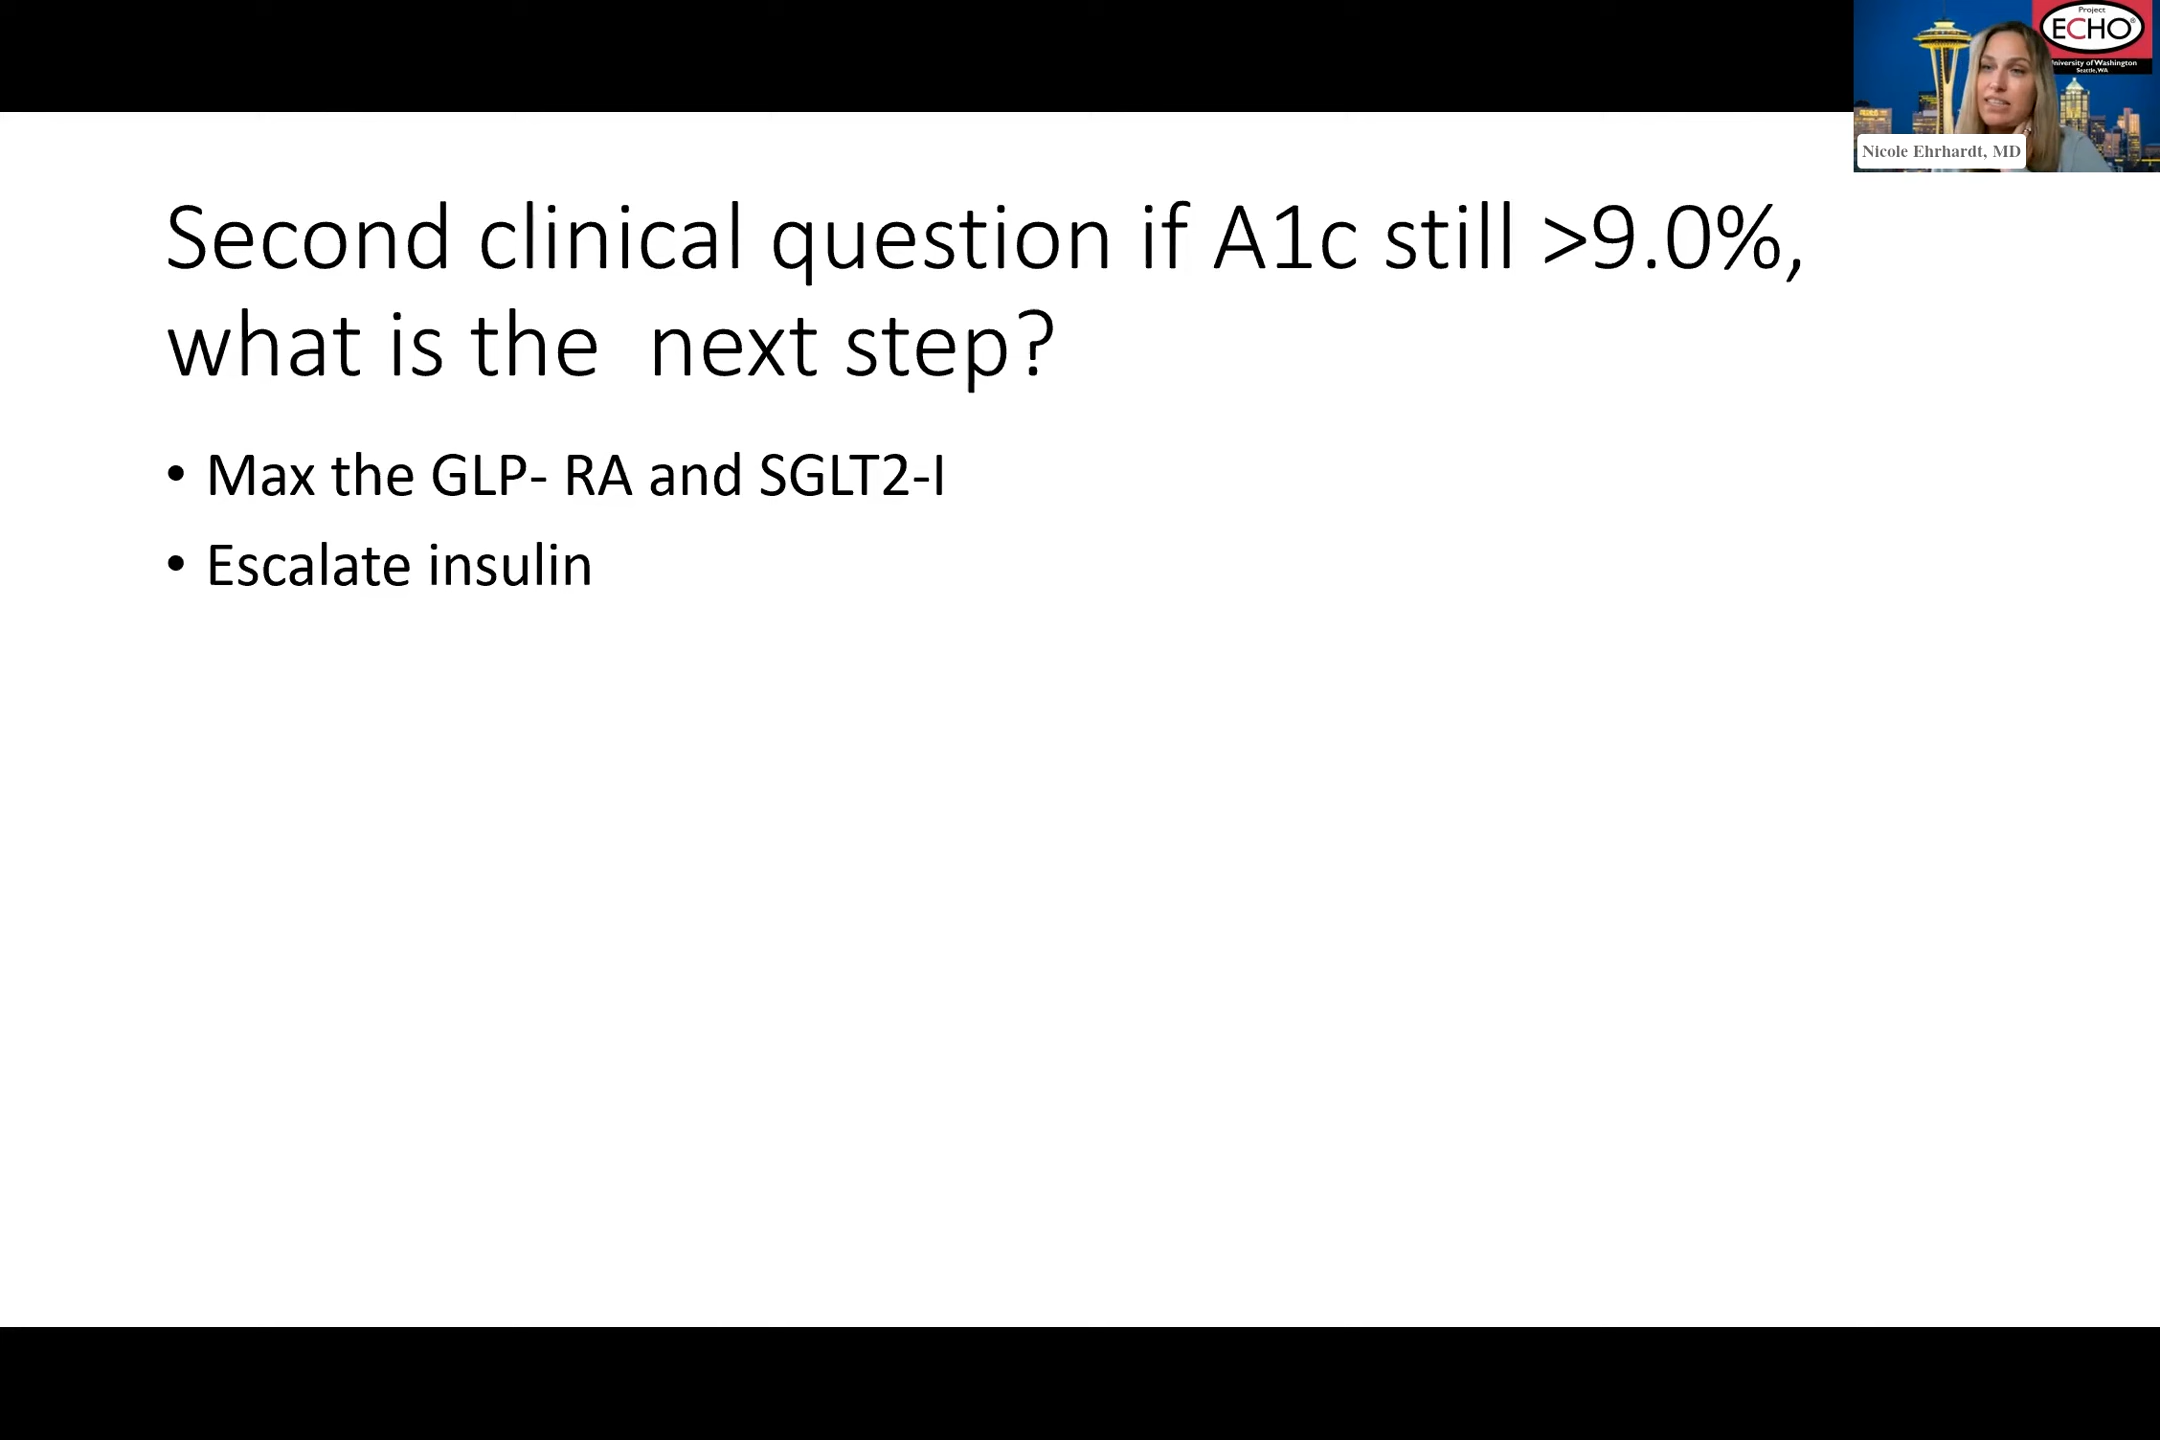 Project
ECHO®
University of Washington
Seattle, WA
Nicole Ehrhardt, MD
Second clinical question if A1c still >9.0%,
what is the  next step?
• Max the GLP- RA and SGLT2-I
• Escalate insulin